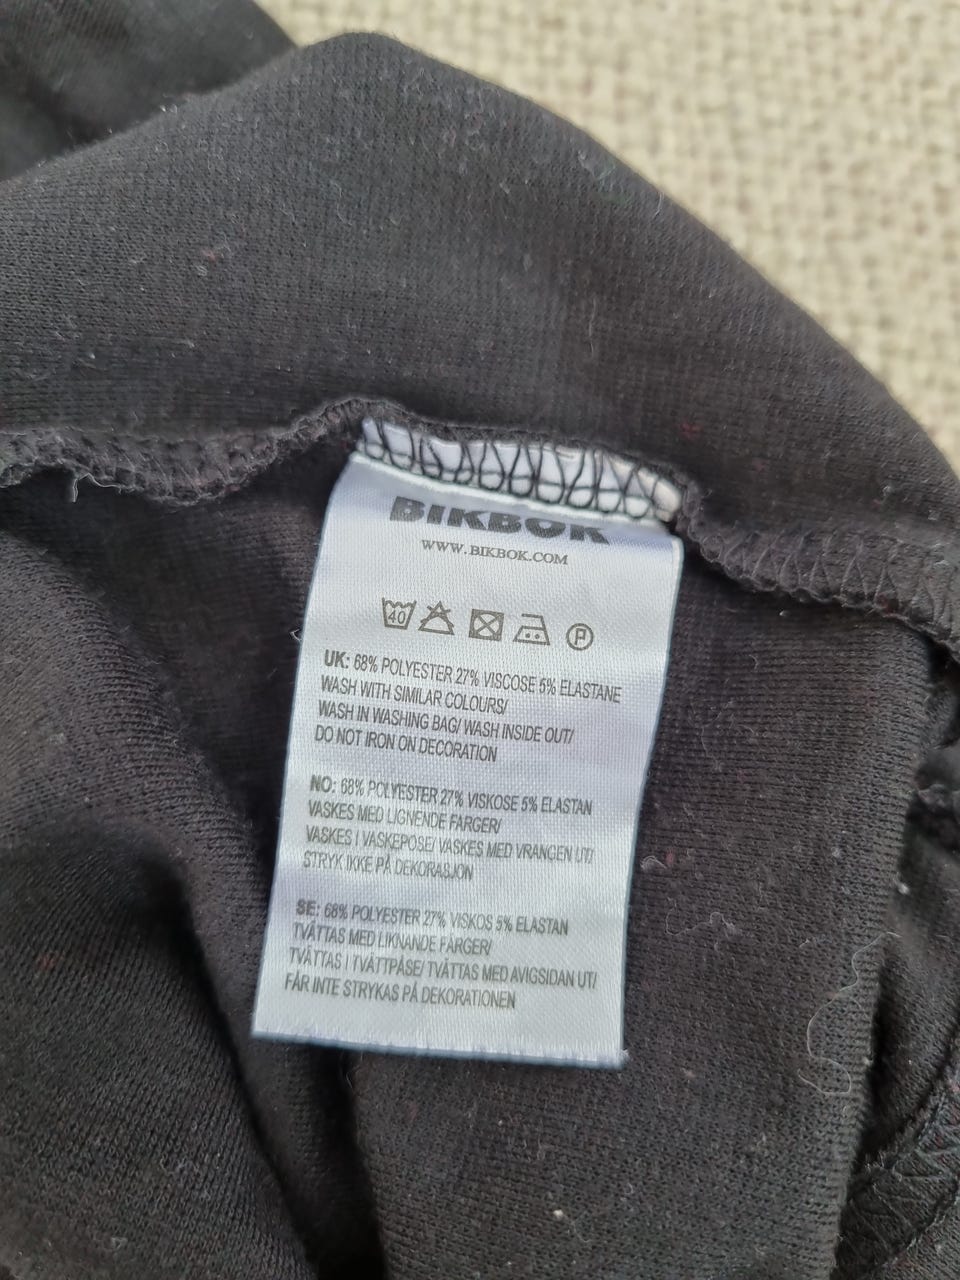 BIKBOK
WWW.BIKBOK.COM
40 P
UK: 68% POLYESTER 27% VISCOSE 5% ELASTANE
WASH WITH SIMILAR COLOURS/
WASH IN WASHING BAG/ WASH INSIDE OUT/
DO NOT IRON ON DECORATION
NO: 68% POLYESTER 27% VISKOSE 5% ELASTAN
VASKES MED LIGNENDE FARGER/
VASKES I VASKEPOSE/ VASKES MED VRANGEN UT/
STRYK IKKE PÅ DEKORASJON
SE: 68% POLYESTER 27% VISKOS 5% ELASTAN
TVÄTTAS MED LIKNANDE FÄRGER/
TVÄTTAS I TVÄTTPÅSE/ TVÄTTAS MED AVIGSIDAN UT/
FÅR INTE STRYKAS PÅ DEKORATIONEN